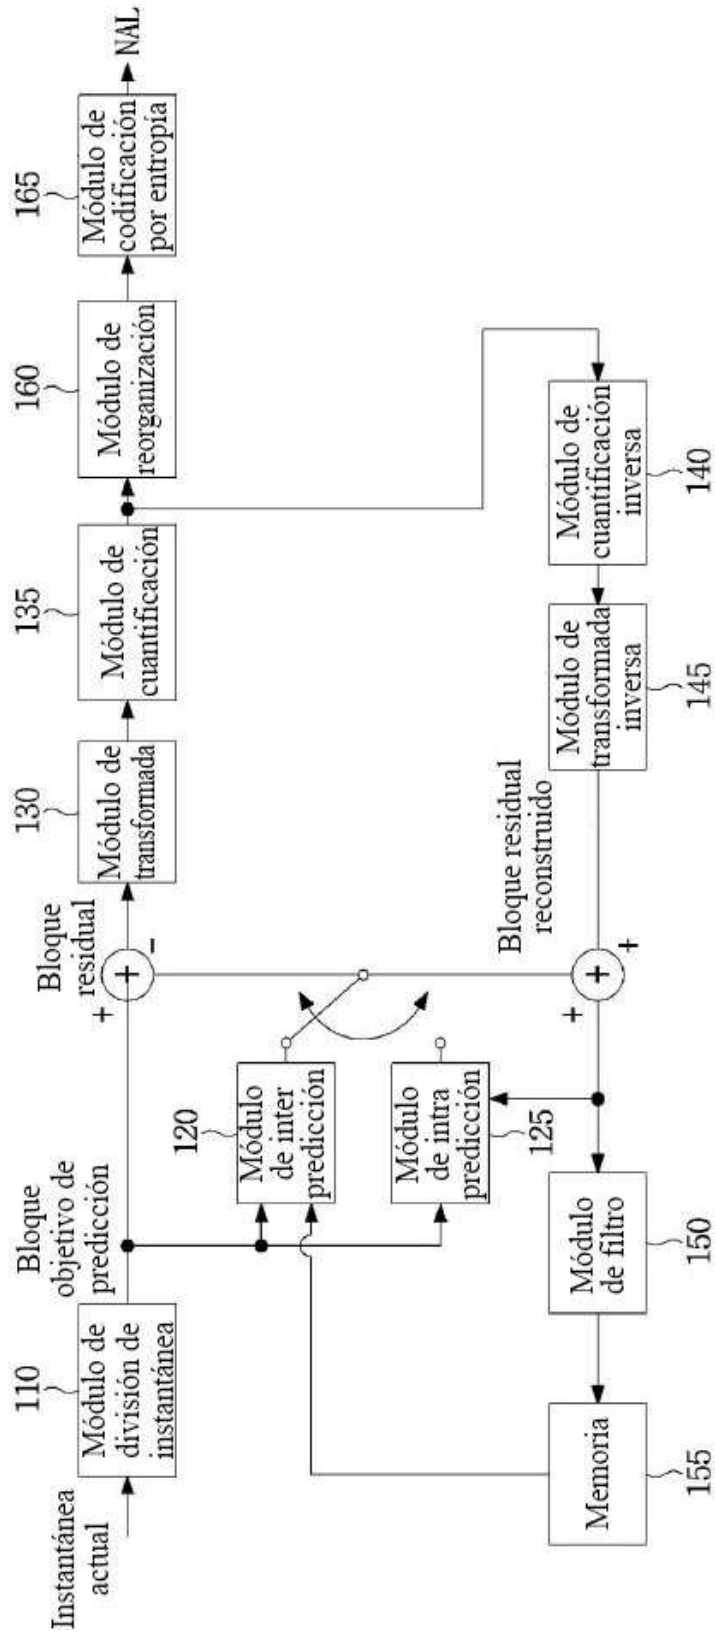 Instantánea
actual
110
Módulo de
división de
instantánea
Bloque
objetivo de
predicción
+
+
-
Bloque
residual
130
Módulo de
transformada
135
Módulo de
cuantificación
160
Módulo de
reorganización
165
Módulo de
codificación
por entropía
NAL
120
Módulo
de inter
predicción
Módulo
de intra
predicción
125
155
Memoria
150
Módulo
de filtro
+
+
+
Bloque residual
reconstruido
Módulo de
transformada
inversa
145
Módulo de
cuantificación
inversa
140